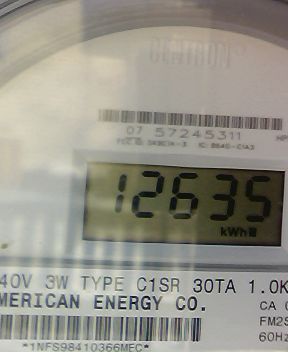 07 57245311
12635
kWh
40V 3W TYPE C1SR 30TA 1.0K
MERICAN ENERGY CO. CA
FM2S
60Hz
*1NFS98410366MEC*